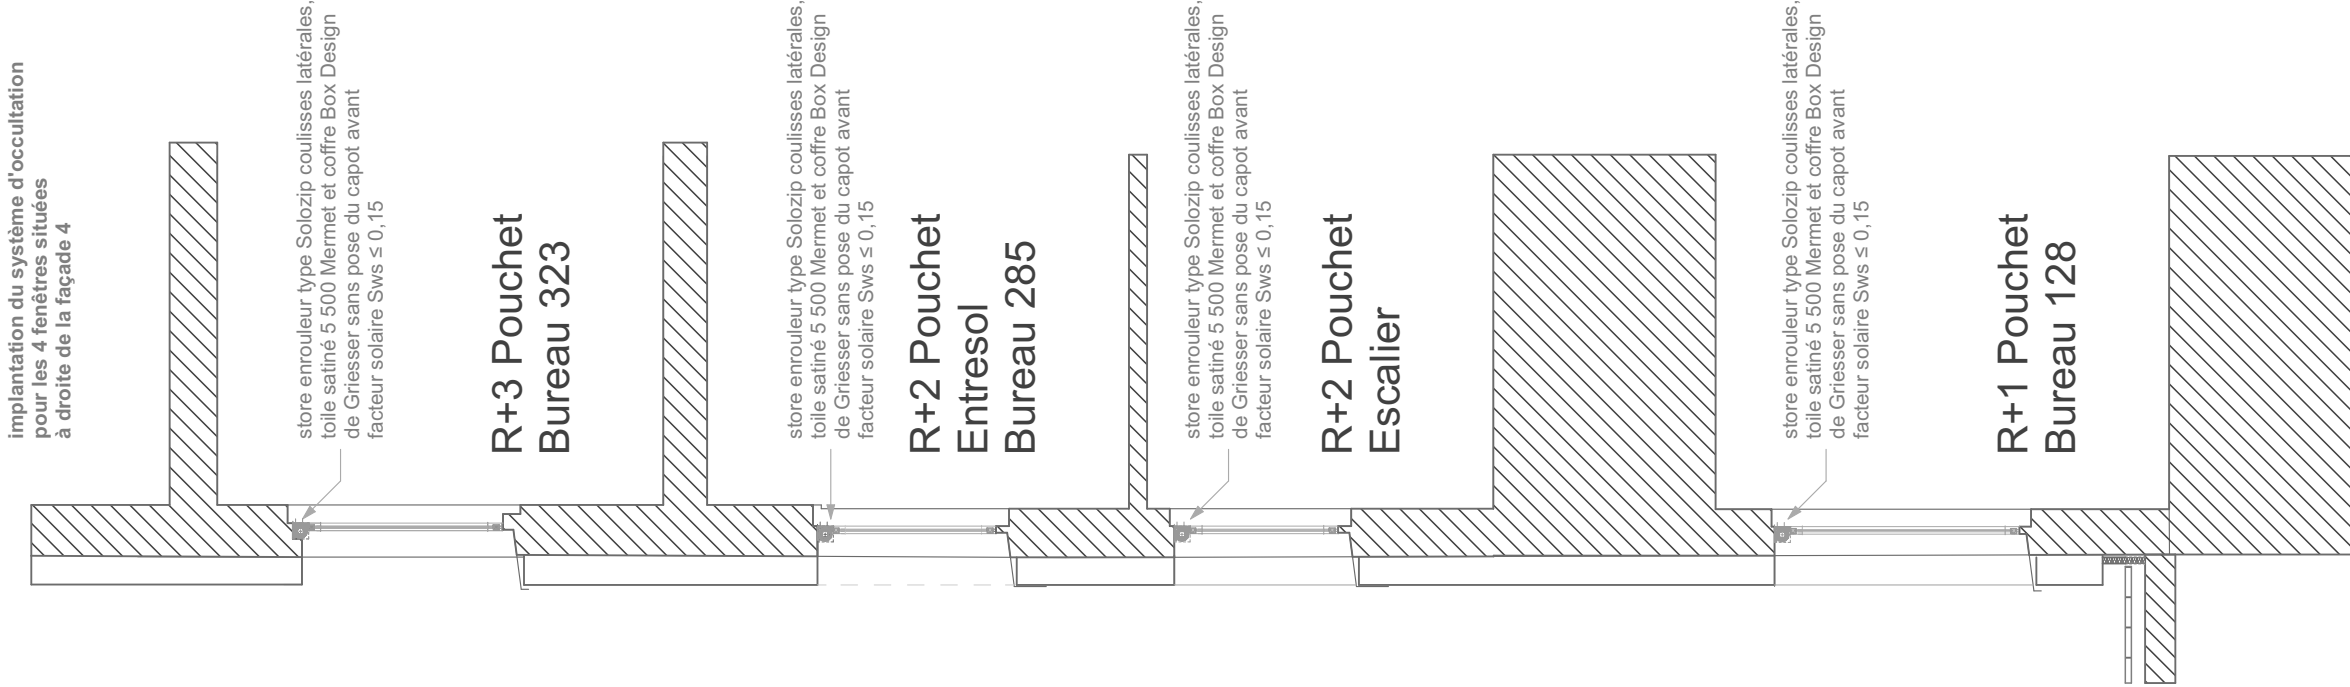 implantation du système d'occultation
pour les 4 fenêtres situées
à droite de la façade 4
store enrouleur type Solozip coulisses latérales,
toile satiné 5 500 Mermet et coffre Box Design
de Griesser sans pose du capot avant
facteur solaire Sws ≤ 0,15
R+3 Pouchet
Bureau 323
store enrouleur type Solozip coulisses latérales,
toile satiné 5 500 Mermet et coffre Box Design
de Griesser sans pose du capot avant
facteur solaire Sws ≤ 0,15
R+2 Pouchet
Entresol
Bureau 285
store enrouleur type Solozip coulisses latérales,
toile satiné 5 500 Mermet et coffre Box Design
de Griesser sans pose du capot avant
facteur solaire Sws ≤ 0,15
R+2 Pouchet
Escalier
store enrouleur type Solozip coulisses latérales,
toile satiné 5 500 Mermet et coffre Box Design
de Griesser sans pose du capot avant
facteur solaire Sws ≤ 0,15
R+1 Pouchet
Bureau 128